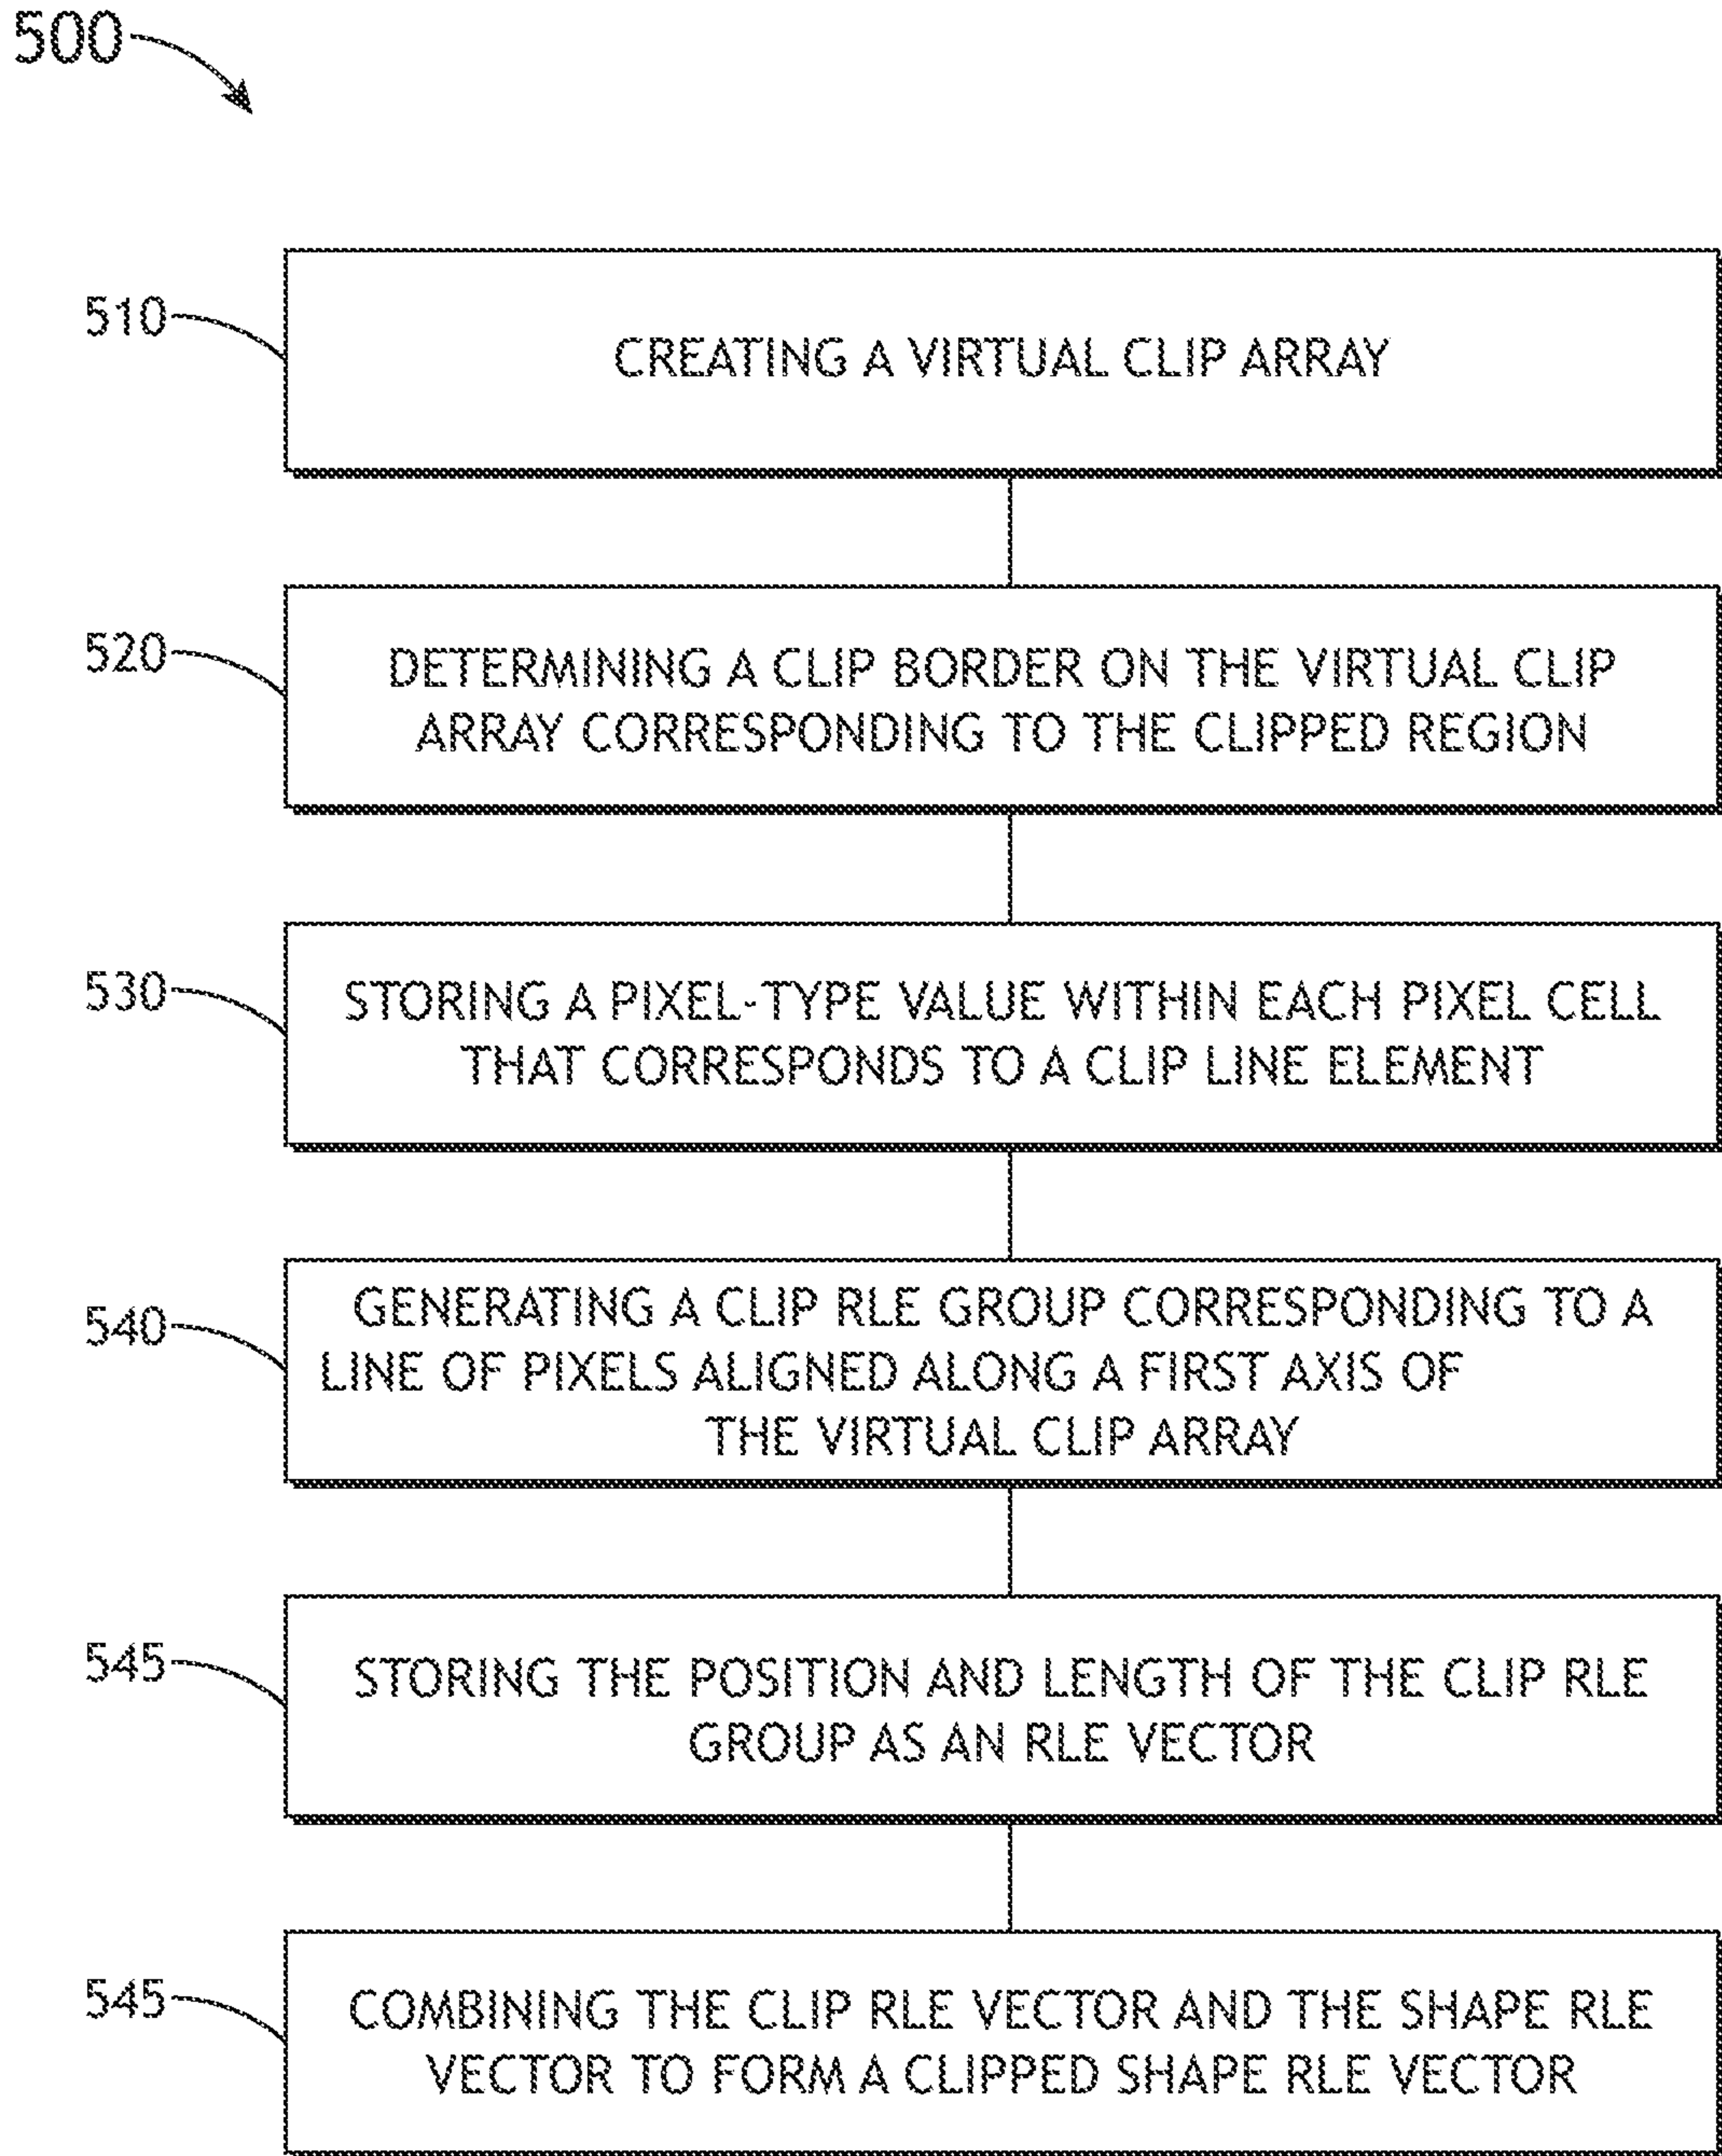 500
510
CREATING A VIRTUAL CLIP ARRAY
520
DETERMINING A CLIP BORDER ON THE VIRTUAL CLIP
ARRAY CORRESPONDING TO THE CLIPPED REGION
530
STORING A PIXEL-TYPE VALUE WITHIN EACH PIXEL CELL
THAT CORRESPONDS TO A CLIP LINE ELEMENT
540
GENERATING A CLIP RLE GROUP CORRESPONDING TO A
LINE OF PIXELS ALIGNED ALONG A FIRST AXIS OF
THE VIRTUAL CLIP ARRAY
545
STORING THE POSITION AND LENGTH OF THE CLIP RLE
GROUP AS AN RLE VECTOR
545
COMBINING THE CLIP RLE VECTOR AND THE SHAPE RLE
VECTOR TO FORM A CLIPPED SHAPE RLE VECTOR